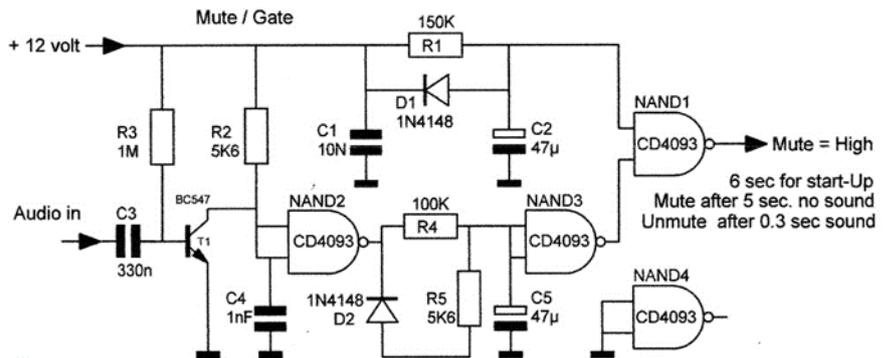 Mute / Gate
150K
R1
+ 12 volt
NAND1
D1
1N4148
R3
1M
R2
5K6
C1
10N
C2
47µ
CD4093
Mute = High
6 sec for start-Up
Mute after 5 sec. no sound
Unmute after 0.3 sec sound
BC547
NAND2
100K
R4
NAND3
Audio in
C3
330n
T1
CD4093
CD4093
C4
1nF
1N4148
D2
R5
5K6
C5
47µ
NAND4
CD4093